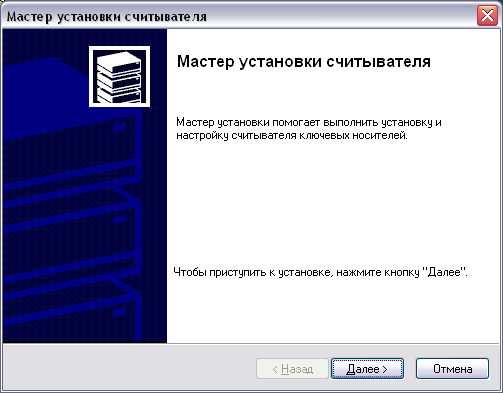 Мастер установки считывателя
Мастер установки считывателя
Мастер установки помогает выполнить установку и
настройку считывателя ключевых носителей.
Чтобы приступить к установке, нажмите кнопку "Далее".
< Назад
Далее >
Отмена